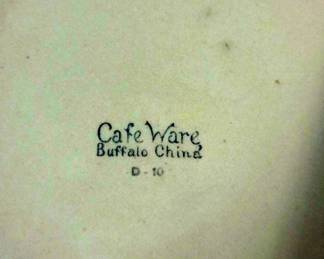 Cafe Ware
Buffalo China
D-10